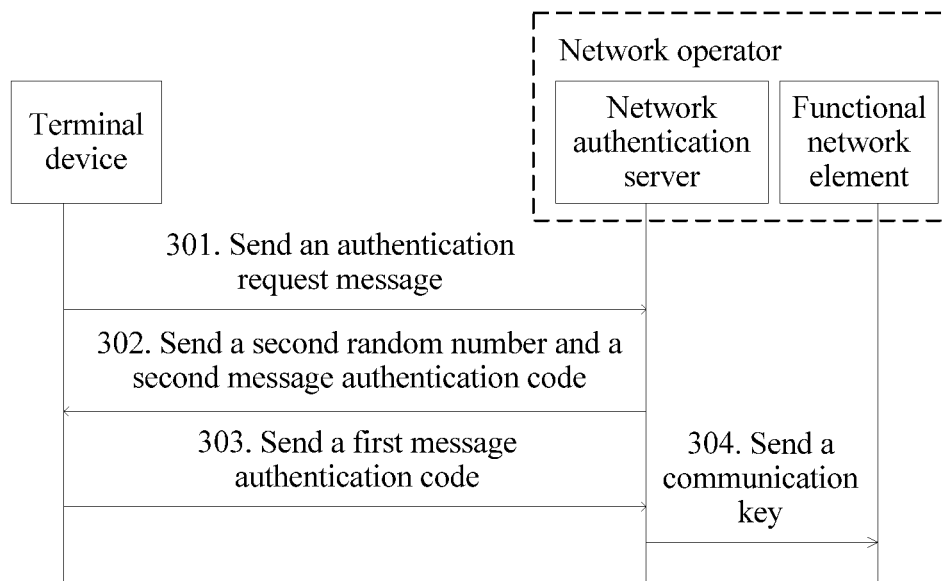 Network operator
Terminal
device
Network
authentication
server
Functional
network
element
301. Send an authentication
request message
302. Send a second random number and a
second message authentication code
303. Send a first message
authentication code
304. Send a
communication
key